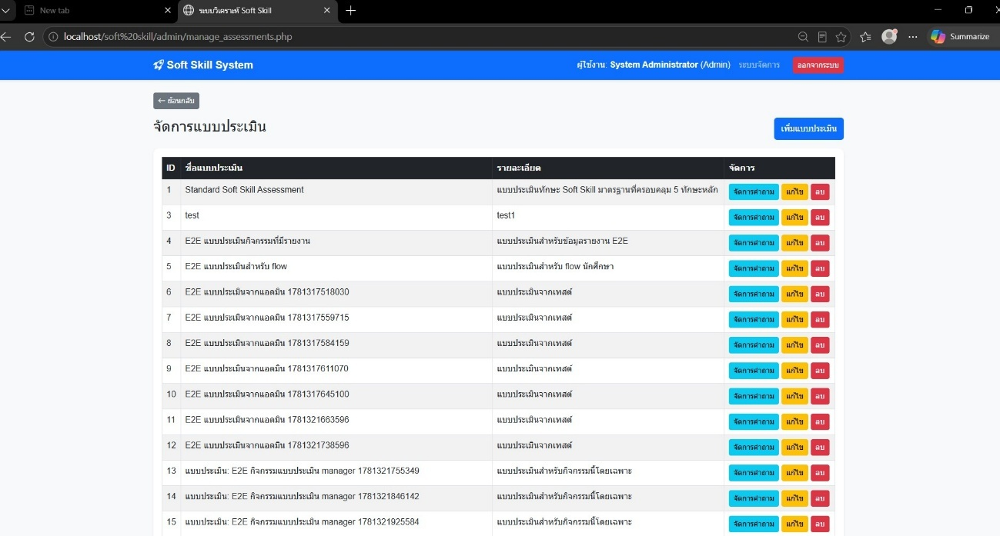 New tab
ระบบวิเคราะห์ Soft Skill
localhost/soft%20skill/admin/manage_assessments.php
Summarize
Soft Skill System
ผู้ใช้งาน: System Administrator (Admin) ระบบจัดการ ออกจากระบบ
← ย้อนกลับ
จัดการแบบประเมิน
เพิ่มแบบประเมิน
ID ชื่อแบบประเมิน รายละเอียด จัดการ
1 Standard Soft Skill Assessment แบบประเมินทักษะ Soft Skill มาตรฐานที่ครอบคลุม 5 ทักษะหลัก จัดการคำถาม แก้ไข ลบ
3 test test1 จัดการคำถาม แก้ไข ลบ
4 E2E แบบประเมินกิจกรรมที่มีรายงาน แบบประเมินสำหรับข้อมูลรายงาน E2E จัดการคำถาม แก้ไข ลบ
5 E2E แบบประเมินสำหรับ flow แบบประเมินสำหรับ flow นักศึกษา จัดการคำถาม แก้ไข ลบ
6 E2E แบบประเมินจากแอดมิน 1781317518030 แบบประเมินจากเทสต์ จัดการคำถาม แก้ไข ลบ
7 E2E แบบประเมินจากแอดมิน 1781317559715 แบบประเมินจากเทสต์ จัดการคำถาม แก้ไข ลบ
8 E2E แบบประเมินจากแอดมิน 1781317584159 แบบประเมินจากเทสต์ จัดการคำถาม แก้ไข ลบ
9 E2E แบบประเมินจากแอดมิน 1781317611070 แบบประเมินจากเทสต์ จัดการคำถาม แก้ไข ลบ
10 E2E แบบประเมินจากแอดมิน 1781317645100 แบบประเมินจากเทสต์ จัดการคำถาม แก้ไข ลบ
11 E2E แบบประเมินจากแอดมิน 1781321663596 แบบประเมินจากเทสต์ จัดการคำถาม แก้ไข ลบ
12 E2E แบบประเมินจากแอดมิน 1781321738596 แบบประเมินจากเทสต์ จัดการคำถาม แก้ไข ลบ
13 แบบประเมิน: E2E กิจกรรมแบบประเมิน manager 1781321755349 แบบประเมินสำหรับกิจกรรมนี้โดยเฉพาะ จัดการคำถาม แก้ไข ลบ
14 แบบประเมิน: E2E กิจกรรมแบบประเมิน manager 1781321846142 แบบประเมินสำหรับกิจกรรมนี้โดยเฉพาะ จัดการคำถาม แก้ไข ลบ
15 แบบประเมิน: E2E กิจกรรมแบบประเมิน manager 1781321925584 แบบประเมินสำหรับกิจกรรมนี้โดยเฉพาะ จัดการคำถาม แก้ไข ลบ